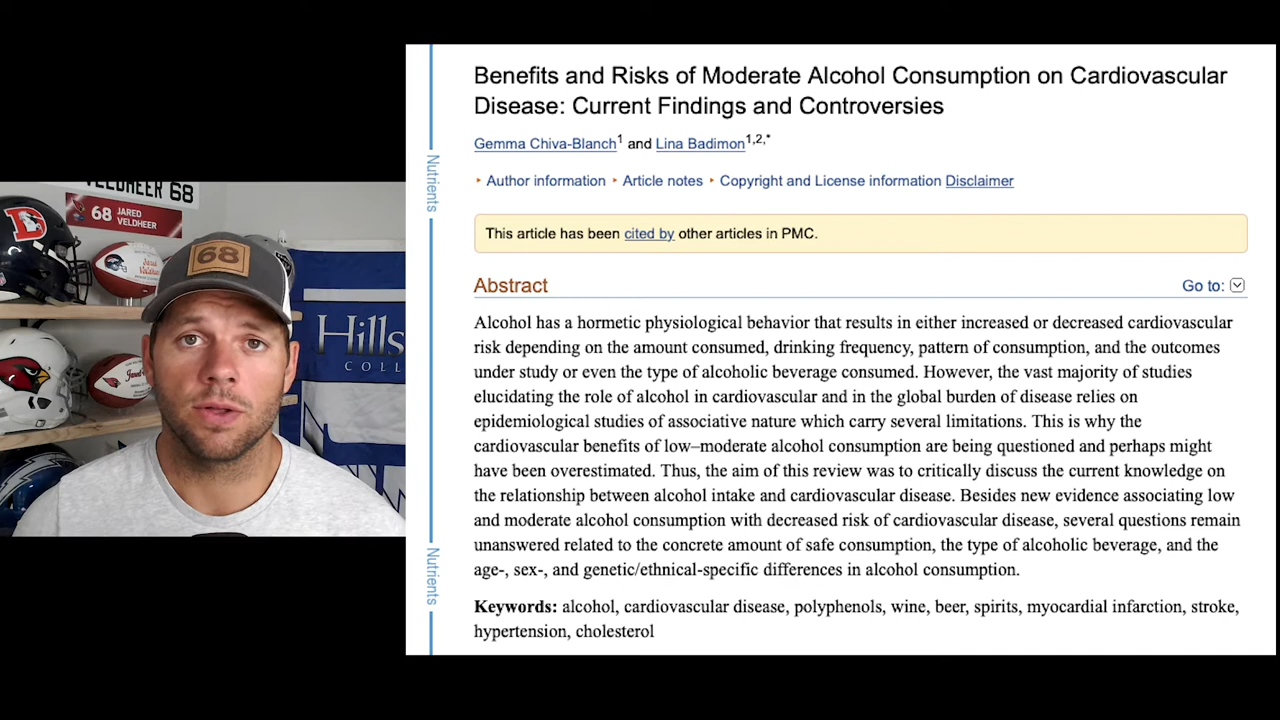 VELDHEER 68
68 JARED
VELDHEER
68
D
Hills
COLL
Nutrients
Nutrients
Benefits and Risks of Moderate Alcohol Consumption on Cardiovascular
Disease: Current Findings and Controversies
Gemma Chiva-Blanch1 and Lina Badimon1,2,*
‣ Author information ‣ Article notes ‣ Copyright and License information Disclaimer
This article has been cited by other articles in PMC.
Abstract Go to:
Alcohol has a hormetic physiological behavior that results in either increased or decreased cardiovascular
risk depending on the amount consumed, drinking frequency, pattern of consumption, and the outcomes
under study or even the type of alcoholic beverage consumed. However, the vast majority of studies
elucidating the role of alcohol in cardiovascular and in the global burden of disease relies on
epidemiological studies of associative nature which carry several limitations. This is why the
cardiovascular benefits of low–moderate alcohol consumption are being questioned and perhaps might
have been overestimated. Thus, the aim of this review was to critically discuss the current knowledge on
the relationship between alcohol intake and cardiovascular disease. Besides new evidence associating low
and moderate alcohol consumption with decreased risk of cardiovascular disease, several questions remain
unanswered related to the concrete amount of safe consumption, the type of alcoholic beverage, and the
age-, sex-, and genetic/ethnical-specific differences in alcohol consumption.
Keywords: alcohol, cardiovascular disease, polyphenols, wine, beer, spirits, myocardial infarction, stroke,
hypertension, cholesterol